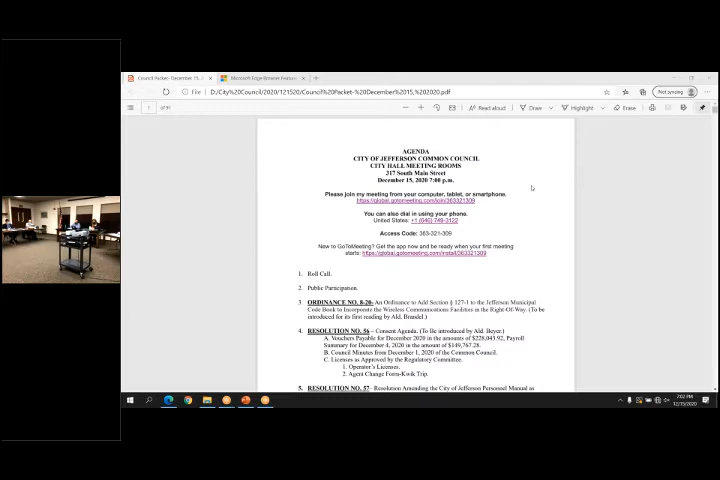 Council Packet- December 15, 2
Microsoft Edge Browser Feature
File
D:/City%20Council/2020/121520/Council%20Packet-%20December%2015,%202020.pdf
Not syncing
1
Read aloud
Draw
Highlight
Erase
AGENDA
CITY OF JEFFERSON COMMON COUNCIL
CITY HALL MEETING ROOMS
317 South Main Street
December 15, 2020 7:00 p.m.
Please join my meeting from your computer, tablet, or smartphone.
https://global.gotomeeting.com/join/363321309
You can also dial in using your phone.
United States: +1 (646) 749-3122
Access Code: 363-321-309
New to GoToMeeting? Get the app now and be ready when your first meeting
starts: https://global.gotomeeting.com/install/363321309
1. Roll Call.
2. Public Participation.
3. ORDINANCE NO. 8-20- An Ordinance to Add Section § 127-1 to the Jefferson Municipal
Code Book to Incorporate the Wireless Communications Facilities in the Right-Of-Way. (To be
introduced for its first reading by Ald. Brandel.)
4. RESOLUTION NO. 56 – Consent Agenda. (To Be introduced by Ald. Beyer.)
A. Vouchers Payable for December 2020 in the amounts of $228,043.92, Payroll
Summary for December 4, 2020 in the amount of $149,767.28.
B. Council Minutes from December 1, 2020 of the Common Council.
C. Licenses as Approved by the Regulatory Committee.
1. Operator's Licenses.
2. Agent Change Form-Kwik Trip.
5. RESOLUTION NO. 57– Resolution Amending the City of Jefferson Personnel Manual as
7:02 PM
12/15/2020